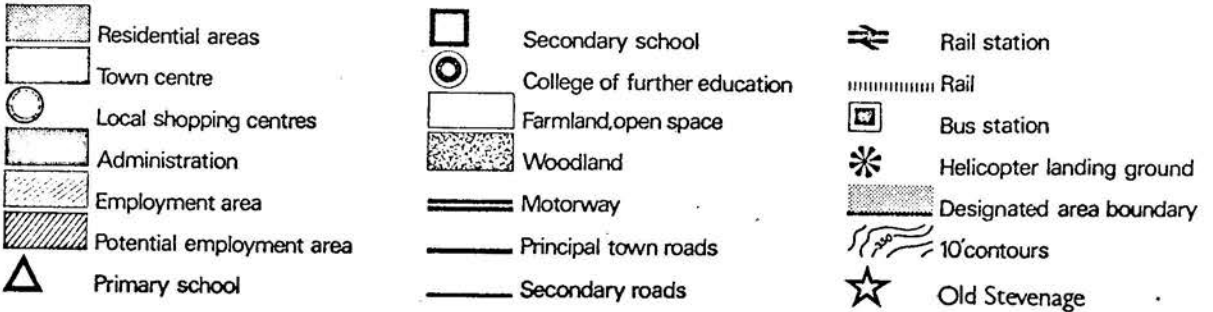 Residential areas
Town centre
Local shopping centres
Administration
Employment area
Potential employment area
Primary school
Secondary school
College of further education
Farmland,open space
Woodland
Motorway
Principal town roads
Secondary roads
Rail station
Rail
Bus station
Helicopter landing ground
Designated area boundary
10'contours
Old Stevenage